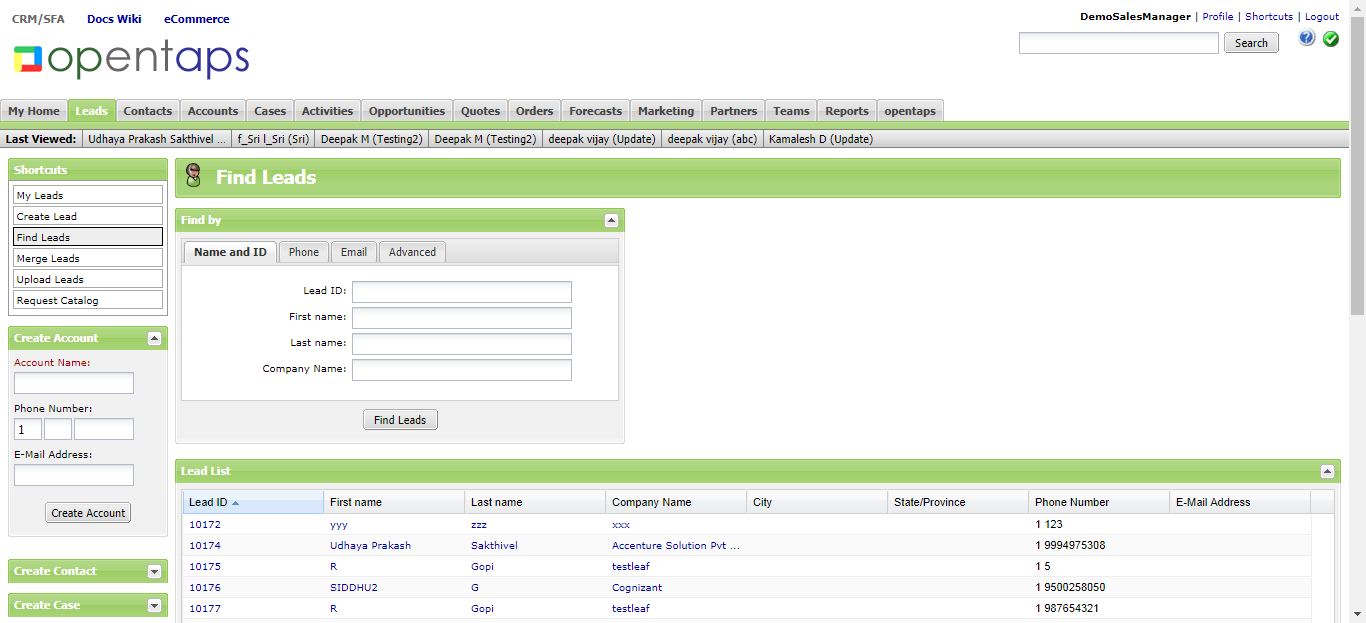 CRM/SFA Docs Wiki eCommerce
DemoSalesManager | Profile | Shortcuts | Logout
opentaps
Search
My Home Leads Contacts Accounts Cases Activities Opportunities Quotes Orders Forecasts Marketing Partners Teams Reports opentaps
Last Viewed: Udhaya Prakash Sakthivel ... f_Sri l_Sri (Sri) Deepak M (Testing2) Deepak M (Testing2) deepak vijay (Update) deepak vijay (abc) Kamalesh D (Update)
Shortcuts
My Leads
Create Lead
Find Leads
Merge Leads
Upload Leads
Request Catalog
Create Account
Account Name:
Phone Number:
1
E-Mail Address:
Create Account
Create Contact
Create Case
Find Leads
Find by
Name and ID Phone Email Advanced
Lead ID:
First name:
Last name:
Company Name:
Find Leads
Lead List
Lead ID First name Last name Company Name City State/Province Phone Number E-Mail Address
10172 yyy zzz xxx 1 123
10174 Udhaya Prakash Sakthivel Accenture Solution Pvt ... 1 9994975308
10175 R Gopi testleaf 1 5
10176 SIDDHU2 G Cognizant 1 9500258050
10177 R Gopi testleaf 1 987654321